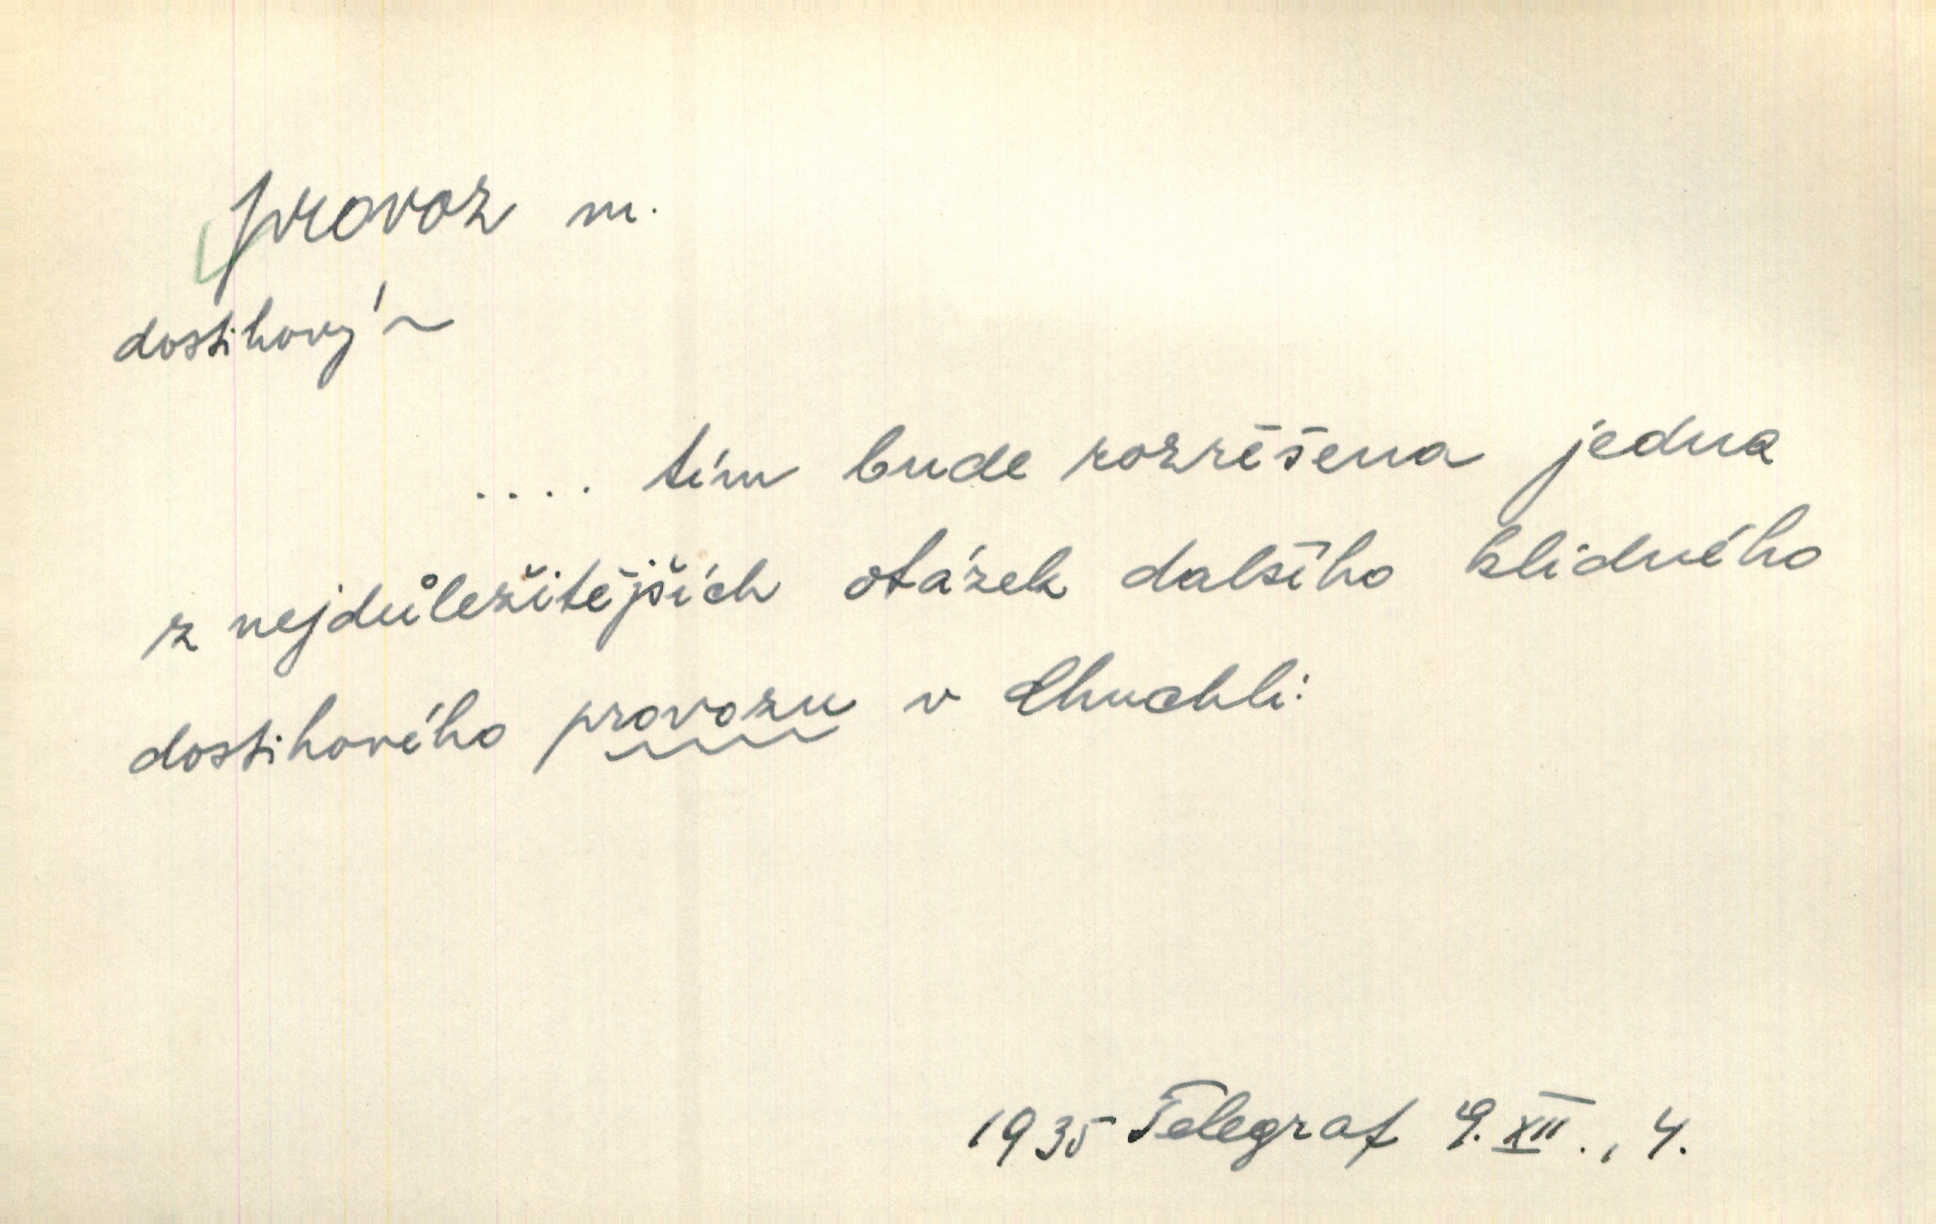 provoz m.
dostihový ~
.... tím bude rozřešena jedna
z nejdůležitějších otázek dalšího klidného
dostihového provozu v Chuchli:
1935 Telegraf 9. XII., 4.